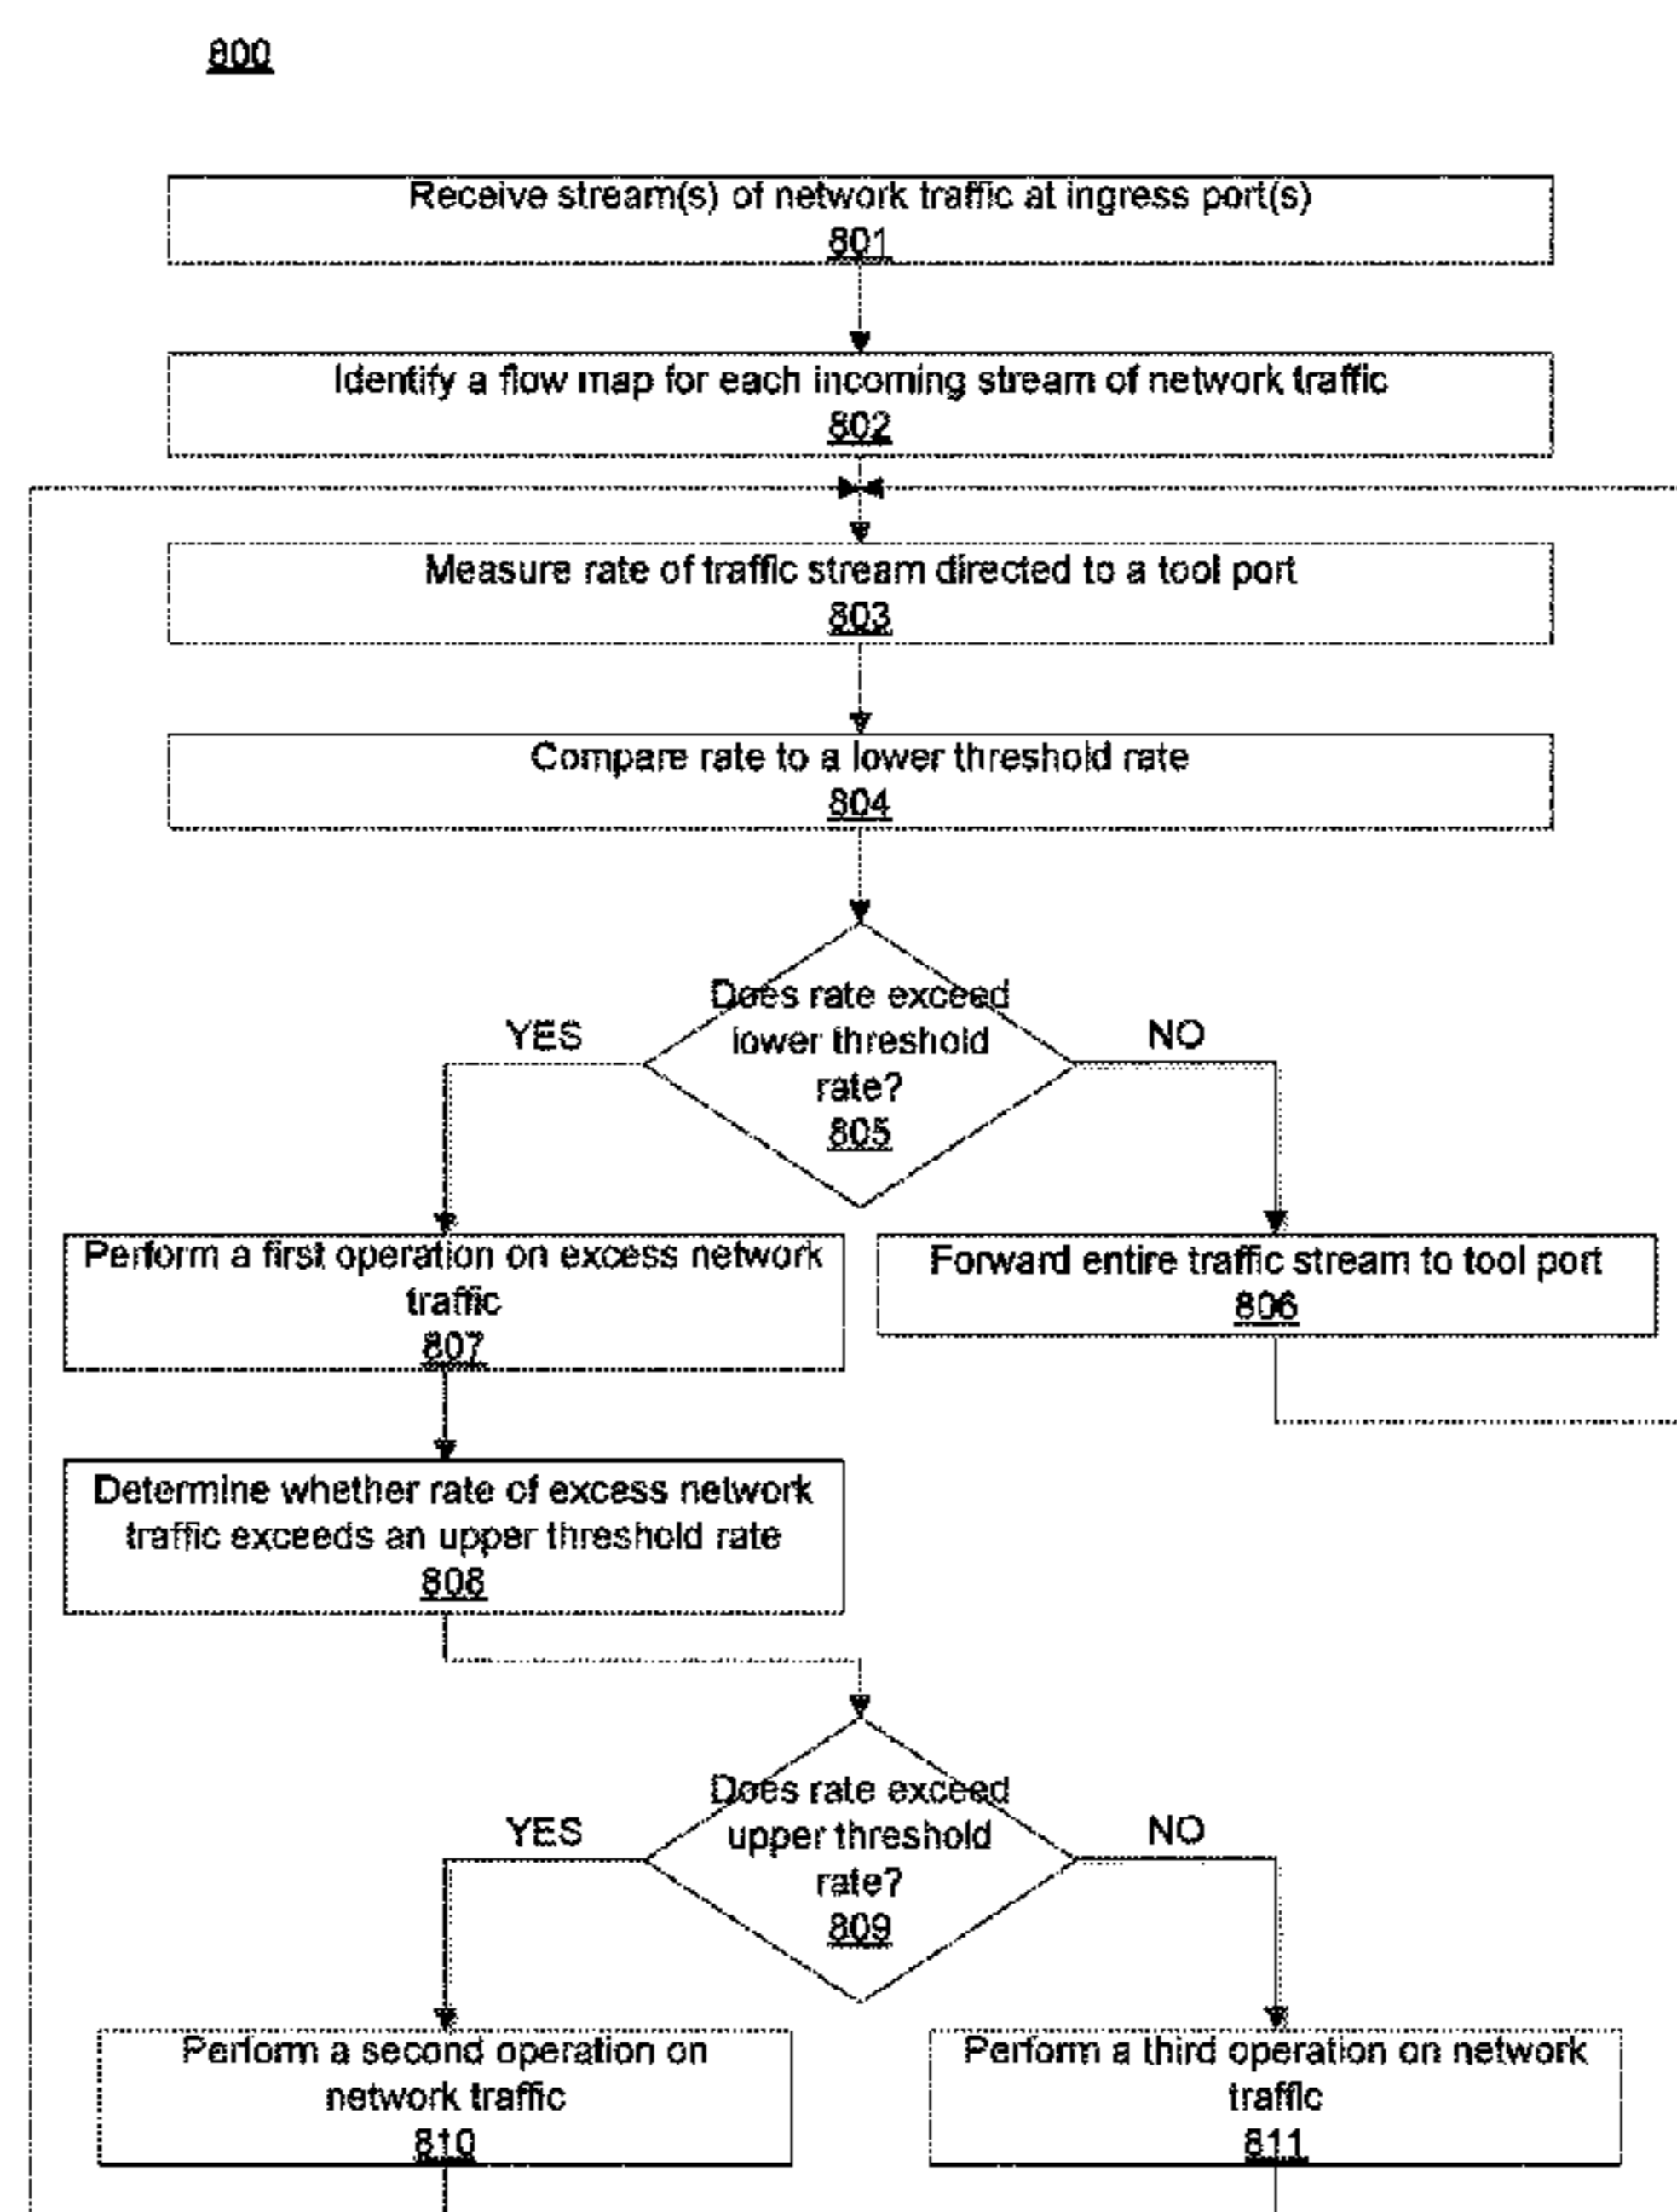 800
Receive stream(s) of network traffic at ingress port(s)
801
Identify a flow map for each incoming stream of network traffic
802
Measure rate of traffic stream directed to a tool port
803
Compare rate to a lower threshold rate
804
Does rate exceed
lower threshold
rate?
805
YES
NO
Perform a first operation on excess network
traffic
807
Forward entire traffic stream to tool port
806
Determine whether rate of excess network
traffic exceeds an upper threshold rate
808
Does rate exceed
upper threshold
rate?
809
YES
NO
Perform a second operation on
network traffic
810
Perform a third operation on network
traffic
811